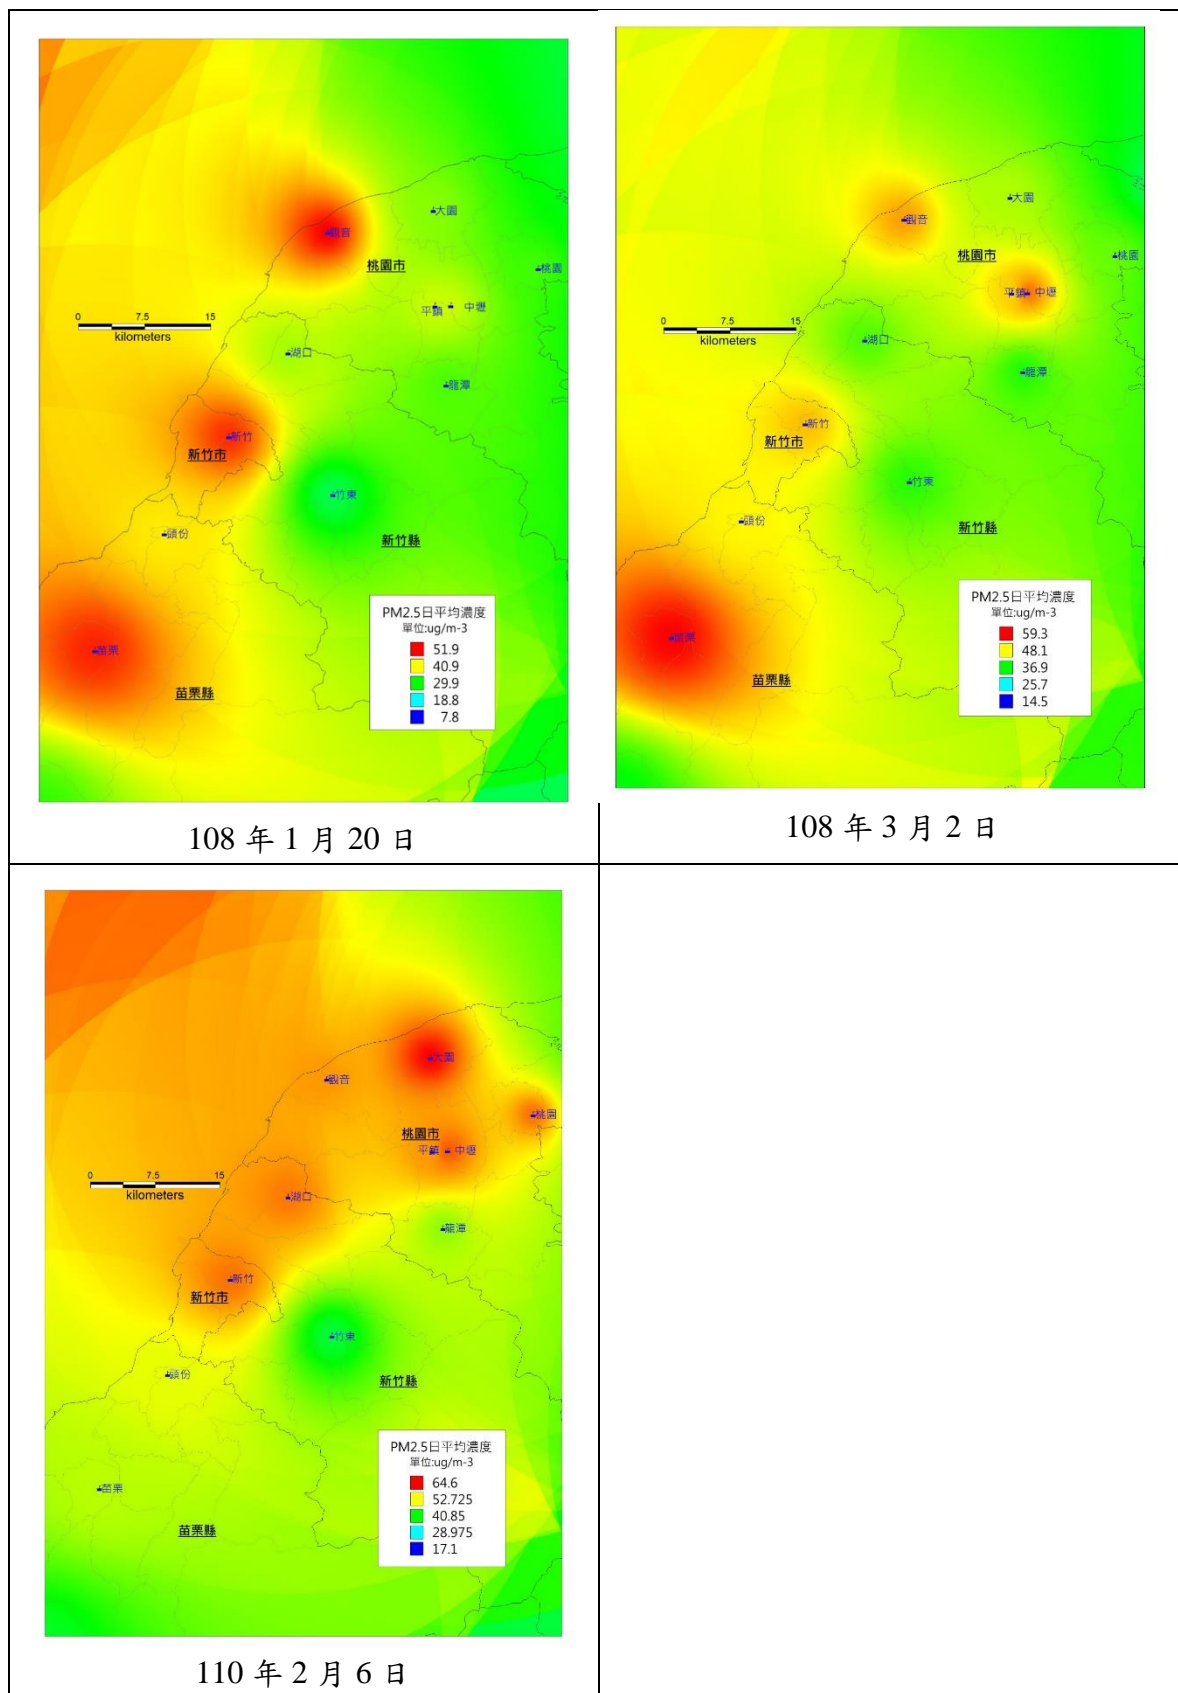 大園
觀音
桃園市
桃園
平鎮
中壢
0 7.5 15
kilometers
湖口
龍潭
新竹
新竹市
竹東
頭份
新竹縣
苗栗
苗栗縣
PM2.5日平均濃度
單位:ug/m-3
51.9
40.9
29.9
18.8
7.8
108 年 1 月 20 日
大園
觀音
桃園市
桃園
平鎮
中壢
0 7.5 15
kilometers
湖口
龍潭
新竹
新竹市
竹東
頭份
新竹縣
苗栗
苗栗縣
PM2.5日平均濃度
單位:ug/m-3
59.3
48.1
36.9
25.7
14.5
108 年 3 月 2 日
大園
觀音
桃園
桃園市
平鎮
中壢
0 7.5 15
kilometers
湖口
龍潭
新竹
新竹市
竹東
頭份
新竹縣
苗栗
苗栗縣
PM2.5日平均濃度
單位:ug/m-3
64.6
52.725
40.85
28.975
17.1
110 年 2 月 6 日